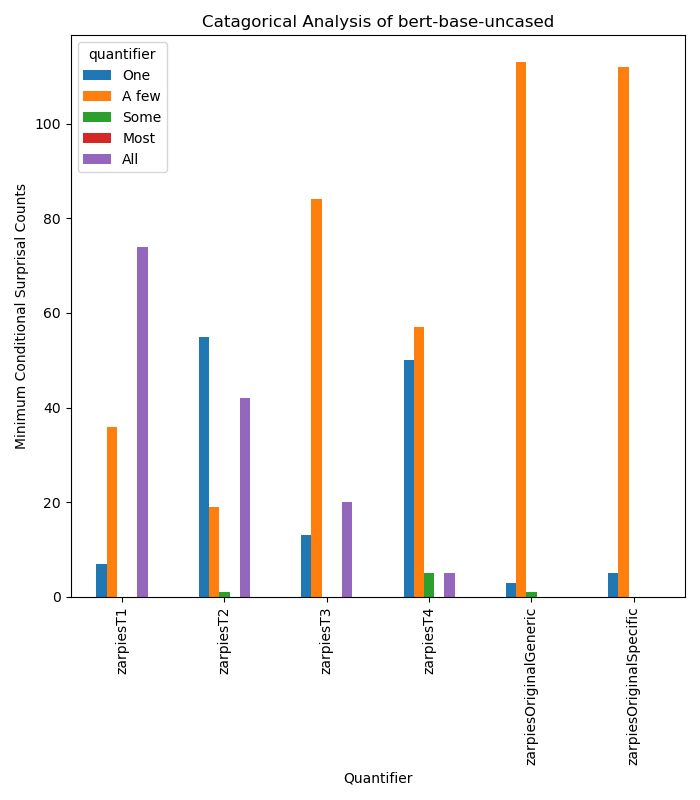 Catagorical Analysis of bert-base-uncased
quantifier
One
A few
Some
Most
All
Minimum Conditional Surprisal Counts
100
80
60
40
20
0
zarpiesT1
zarpiesT2
zarpiesT3
zarpiesT4
zarpiesOriginalGeneric
zarpiesOriginalSpecific
Quantifier